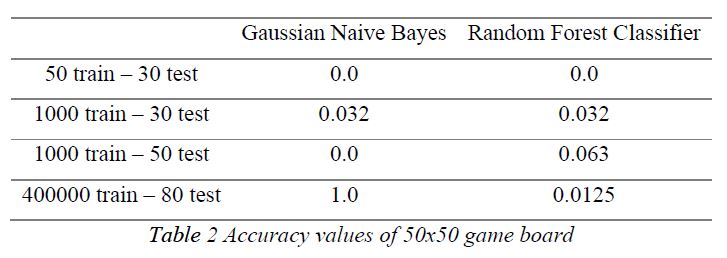 Gaussian Naive Bayes Random Forest Classifier
50 train – 30 test 0.0 0.0
1000 train – 30 test 0.032 0.032
1000 train – 50 test 0.0 0.063
400000 train – 80 test 1.0 0.0125
Table 2 Accuracy values of 50x50 game board